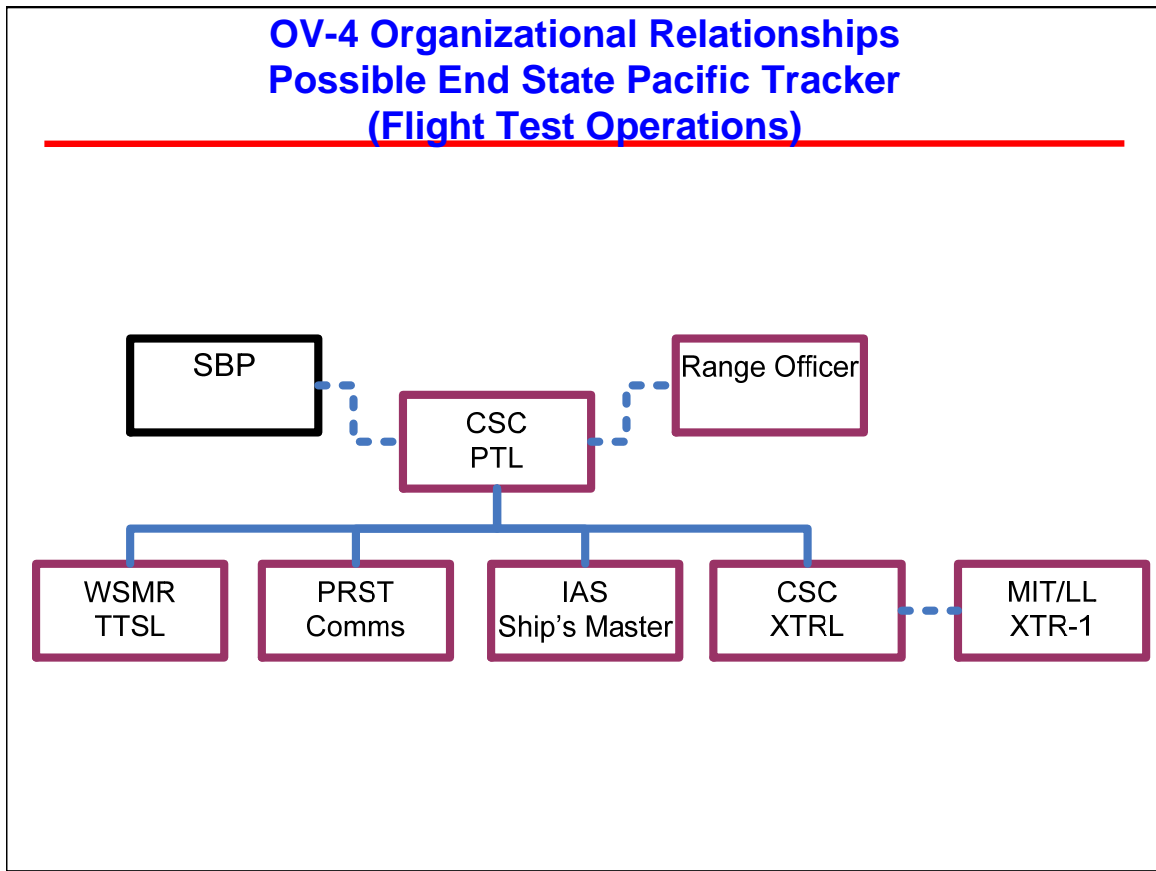 OV-4 Organizational Relationships
Possible End State Pacific Tracker
(Flight Test Operations)
SBP
Range Officer
CSC
PTL
WSMR
TTSL
PRST
Comms
IAS
Ship's Master
CSC
XTRL
MIT/LL
XTR-1